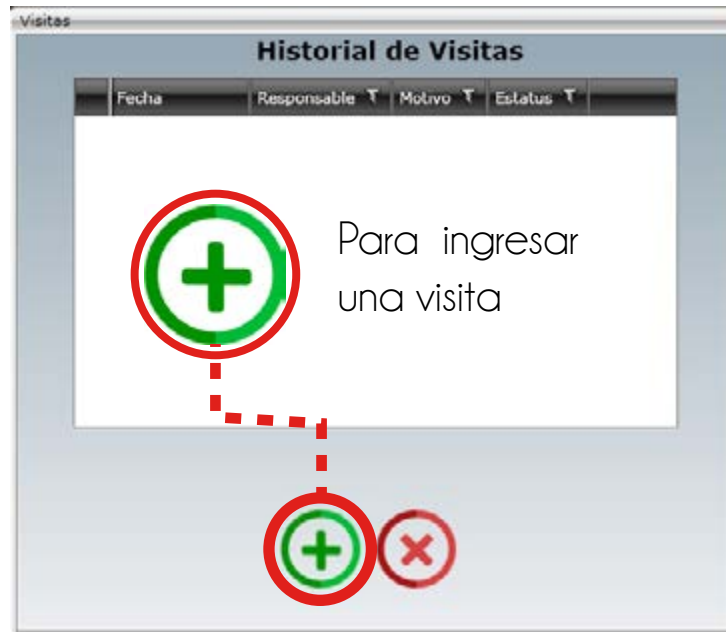 Visitas
Historial de Visitas
Fecha Responsable Motivo Estatus
Para ingresar
una visita